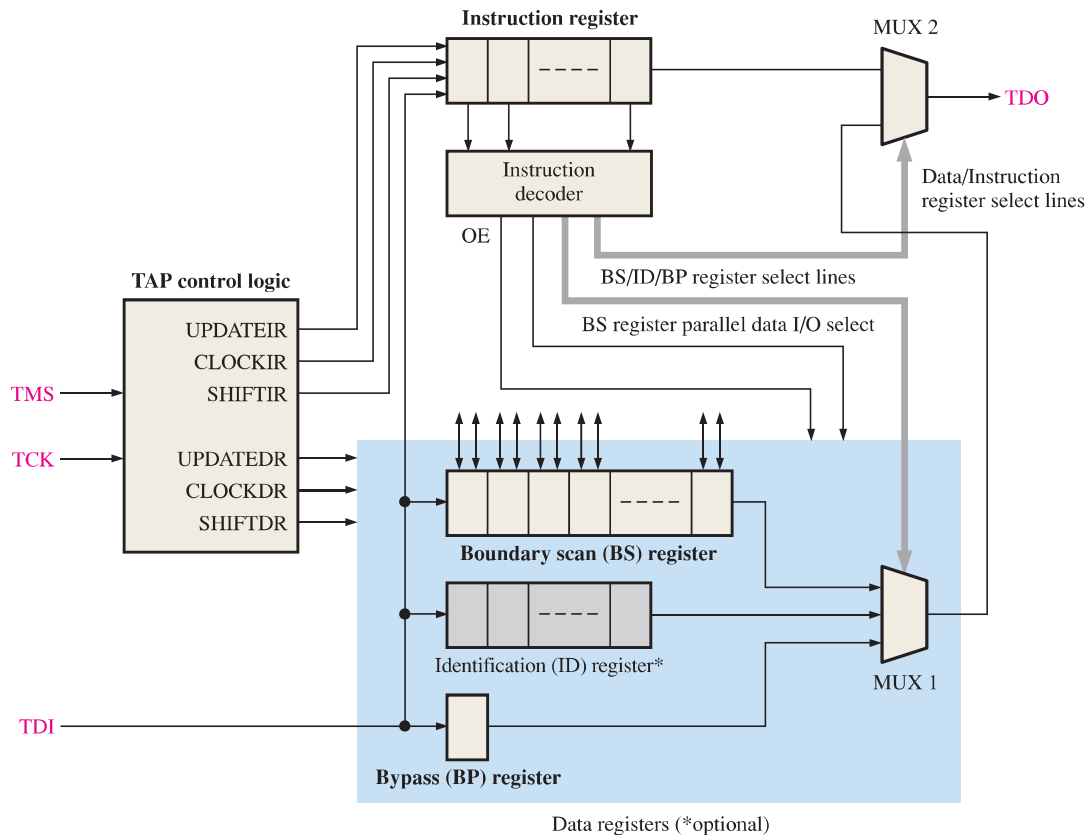 Instruction register
MUX 2
TDO
Instruction
decoder
Data/Instruction
register select lines
OE
BS/ID/BP register select lines
TAP control logic
BS register parallel data I/O select
UPDATEIR
CLOCKIR
SHIFTIR
TMS
TCK
UPDATEDR
CLOCKDR
SHIFTDR
Boundary scan (BS) register
Identification (ID) register*
MUX 1
TDI
Bypass (BP) register
Data registers (*optional)